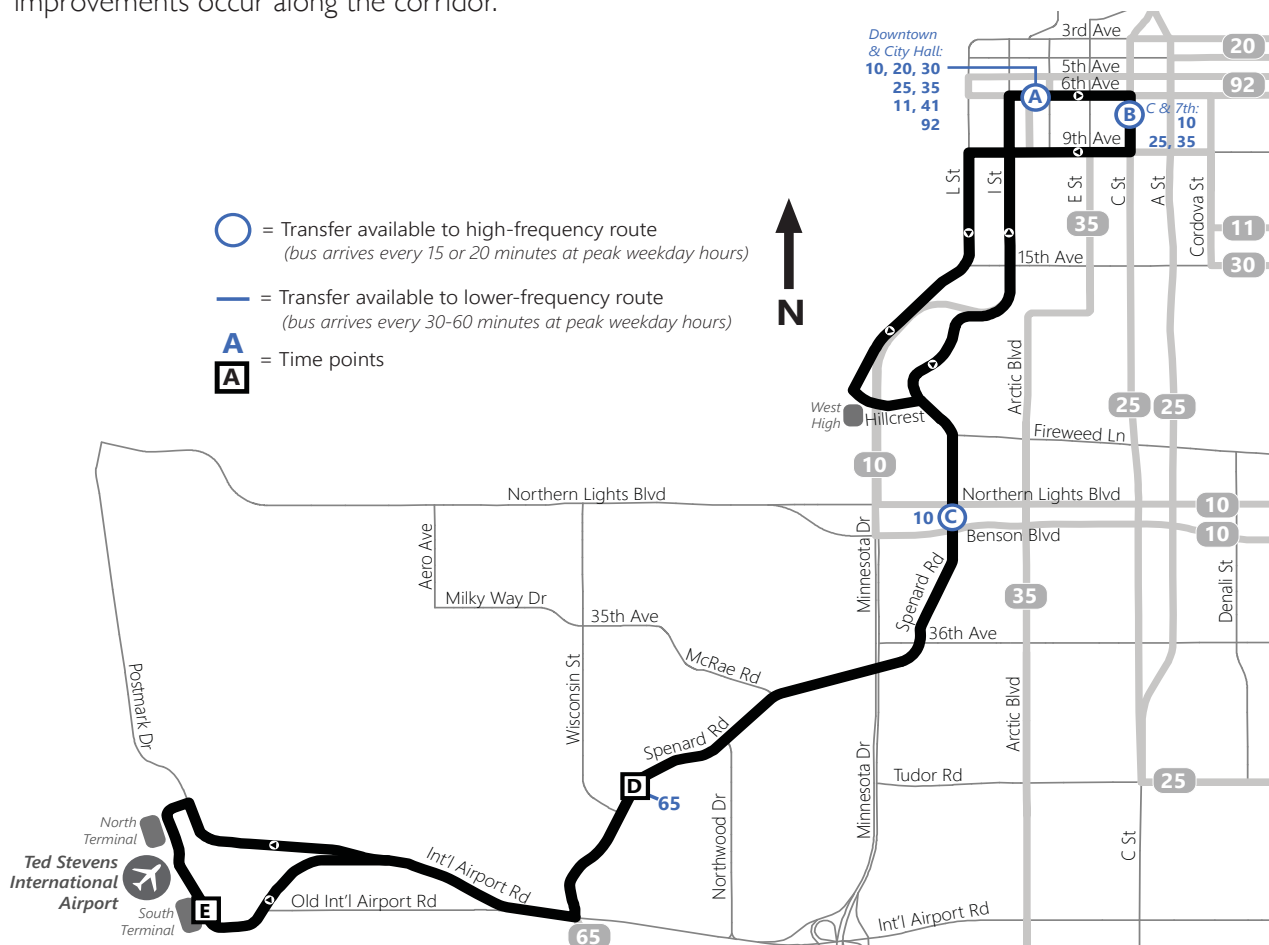 improvements occur along the corridor.
3rd Ave
20
Downtown
& City Hall:
10, 20, 30
25, 35
11, 41
92
5th Ave
6th Ave
92
A
B
C & 7th:
10
25, 35
9th Ave
L St
I St
E St
C St
A St
Cordova St
35
11
15th Ave
30
= Transfer available to high-frequency route
(bus arrives every 15 or 20 minutes at peak weekday hours)
= Transfer available to lower-frequency route
(bus arrives every 30-60 minutes at peak weekday hours)
A
A
= Time points
N
Arctic Blvd
West
High
Hillcrest
25
25
Fireweed Ln
10
Northern Lights Blvd
Northern Lights Blvd
10
10
C
Benson Blvd
10
Aero Ave
Minnesota Dr
Spenard Rd
35
Denali St
Milky Way Dr
35th Ave
36th Ave
McRae Rd
Postmark Dr
Wisconsin St
Arctic Blvd
Spenard Rd
Minnesota Dr
Tudor Rd
25
D
65
Northwood Dr
C St
North
Terminal
Ted Stevens
International
Airport
South
Terminal
E
Int'l Airport Rd
Old Int'l Airport Rd
Int'l Airport Rd
65